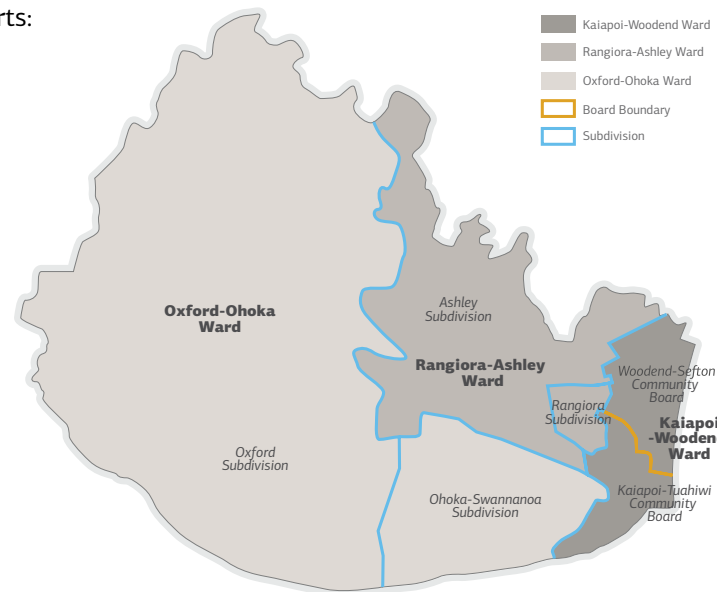 rts:
Kaiapoi-Woodend Ward
Rangiora-Ashley Ward
Oxford-Ohoka Ward
Board Boundary
Subdivision
Oxford-Ohoka
Ward
Ashley
Subdivision
Rangiora-Ashley
Ward
Woodend-Sefton
Community
Board
Rangiora
Subdivision
Kaiapoi
-Woodend
Ward
Oxford
Subdivision
Ohoka-Swannanoa
Subdivision
Kaiapoi-Tuahiwi
Community
Board